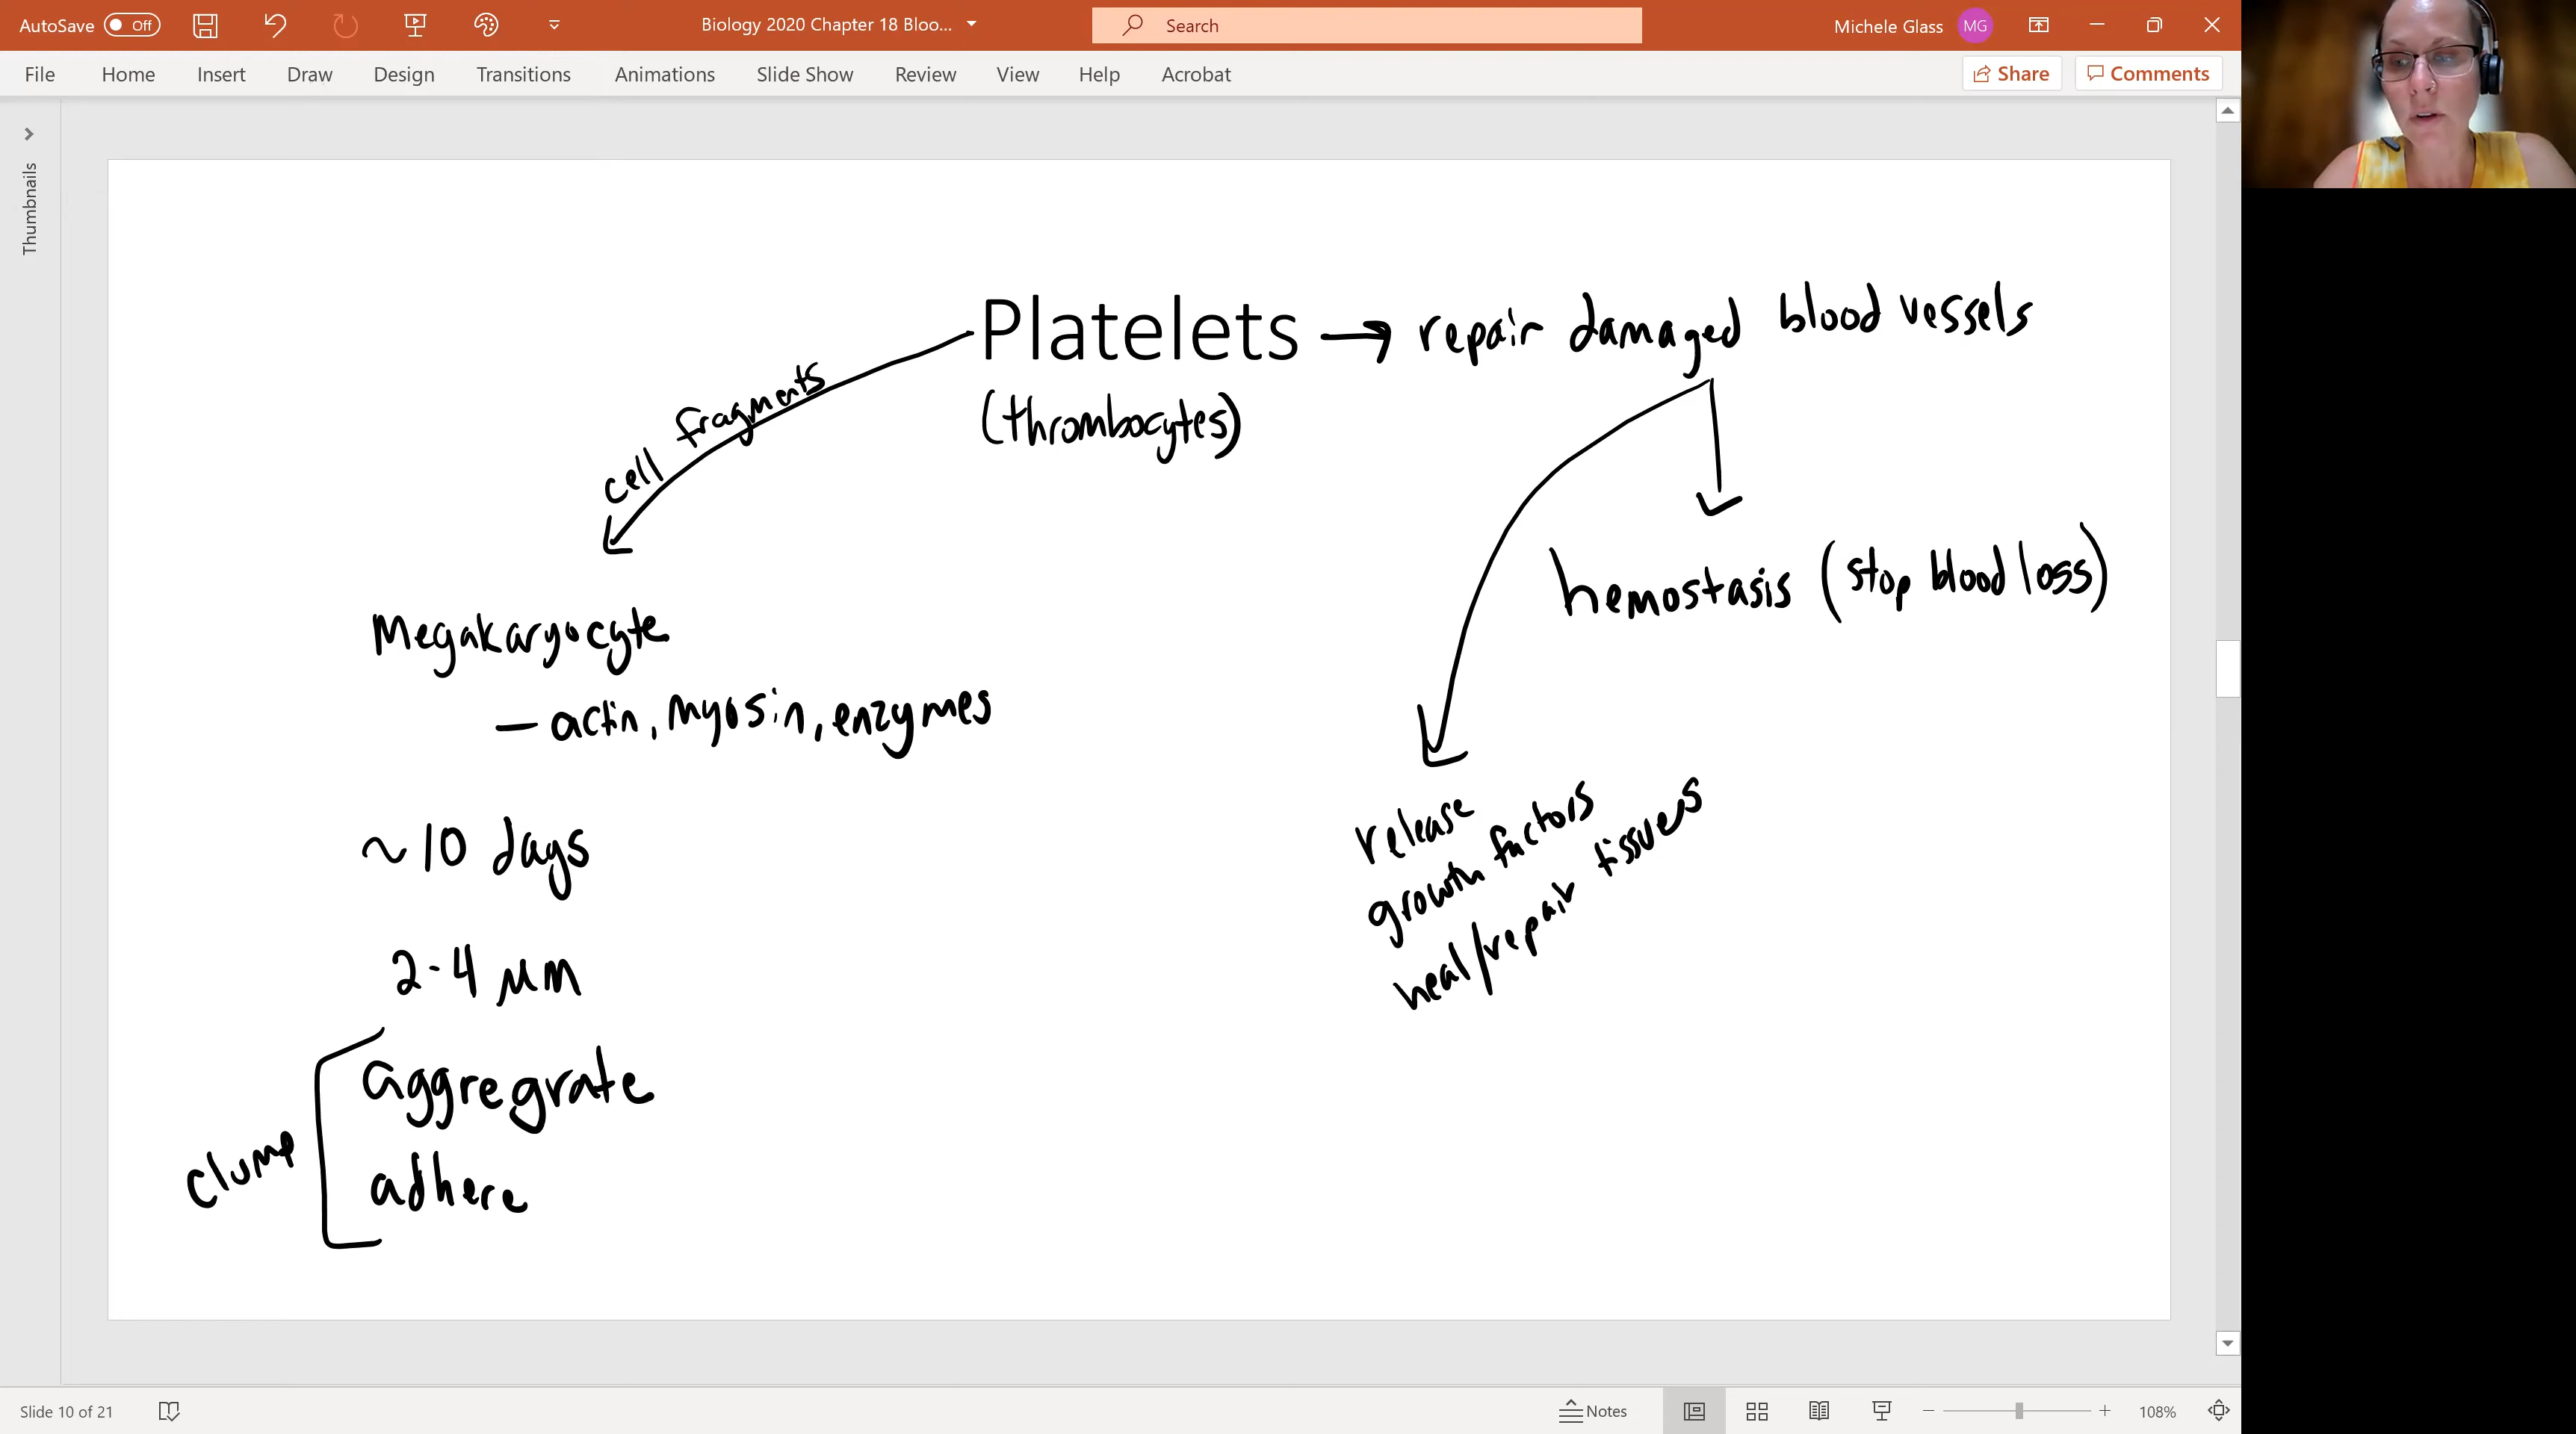 AutoSave Off
Biology 2020 Chapter 18 Bloo...
Search
Michele Glass MG
File Home Insert Draw Design Transitions Animations Slide Show Review View Help Acrobat
Share Comments
Thumbnails
Platelets → repair damaged blood vessels
(thrombocytes)
cell fragments
hemostasis (stop blood loss)
Megakaryocyte
— actin, myosin, enzymes
~10 days
release
growth factors
heal/repair tissues
2-4 µm
clump
aggregrate
adhere
Slide 10 of 21
Notes
108%